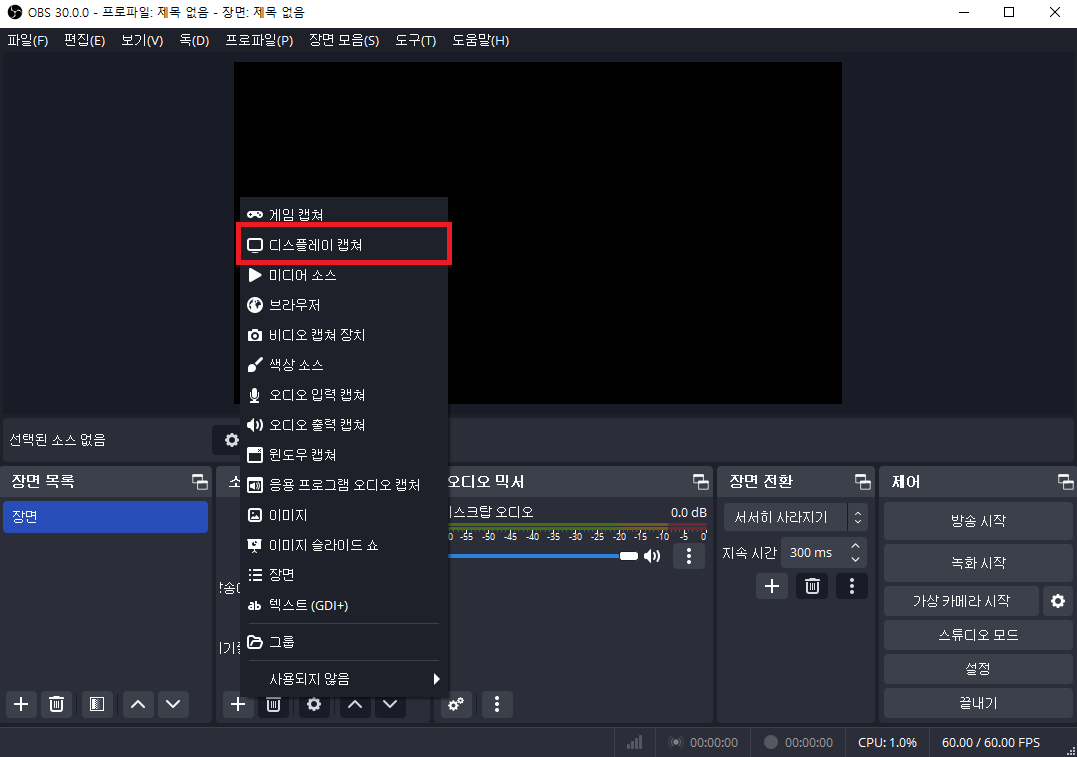 OBS 30.0.0 - 프로파일: 제목 없음 - 장면: 제목 없음
파일(F) 편집(E) 보기(V) 독(D) 프로파일(P) 장면 모음(S) 도구(T) 도움말(H)
게임 캡쳐
디스플레이 캡쳐
미디어 소스
브라우저
비디오 캡쳐 장치
색상 소스
오디오 입력 캡쳐
오디오 출력 캡쳐
윈도우 캡쳐
응용 프로그램 오디오 캡쳐
이미지
이미지 슬라이드 쇼
장면
ab 텍스트 (GDI+)
그룹
사용되지 않음
선택된 소스 없음
장면 목록
장면
소
오디오 믹서
스크탑 오디오 0.0 dB
-55 -50 -45 -40 -35 -30 -25 -20 -15 -10 -5 0
장면 전환
서서히 사라지기
지속 시간 300 ms
제어
방송 시작
녹화 시작
가상 카메라 시작
스튜디오 모드
설정
끝내기
00:00:00 00:00:00 CPU: 1.0% 60.00 / 60.00 FPS